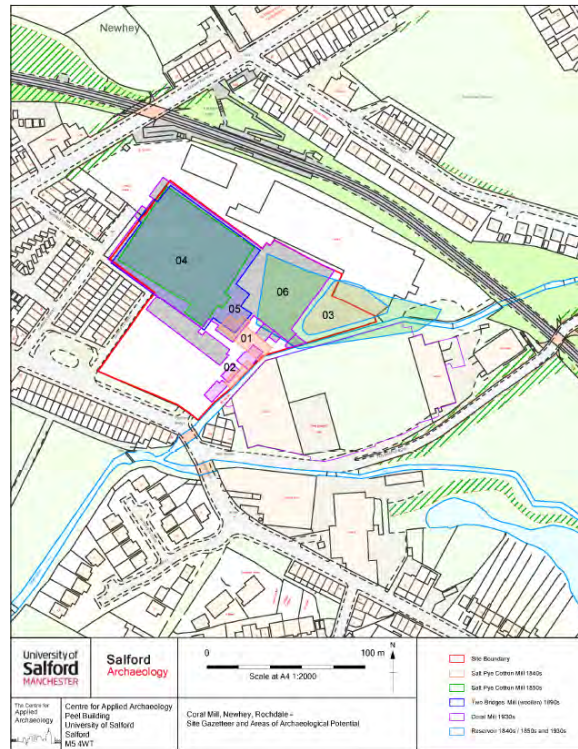 Newhey
04
05
06
03
01
02
University of
Salford
MANCHESTER
Salford
Archaeology
0
100 m
N
Scale at A4 1:2000
Site Boundary
Salt Pye Cotton Mill 1840s
Salt Pye Cotton Mill 1850s
Two Bridges Mill (woollen) 1890s
Coral Mill 1930s
Reservoir 1840s / 1850s and 1930s
The Centre for
Applied
Archaeology
Centre for Applied Archaeology
Peel Building
University of Salford
Salford
M5 4WT
Coral Mill, Newhey, Rochdale –
Site Gazetteer and Areas of Archaeological Potential